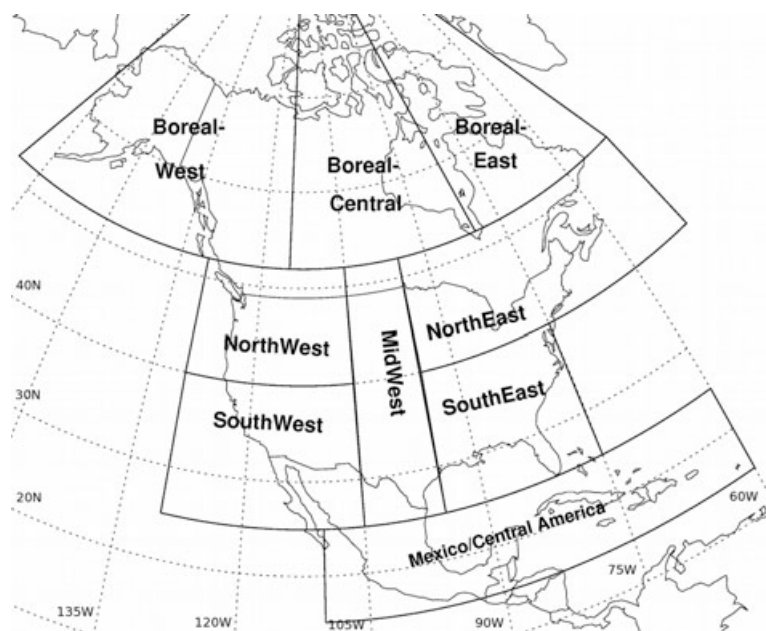 Boreal-
West
Boreal-
Central
Boreal-
East
40N
NorthWest
MidWest
NorthEast
30N
SouthWest
SouthEast
20N
Mexico/Central America
60W
75W
135W
120W
105W
90W